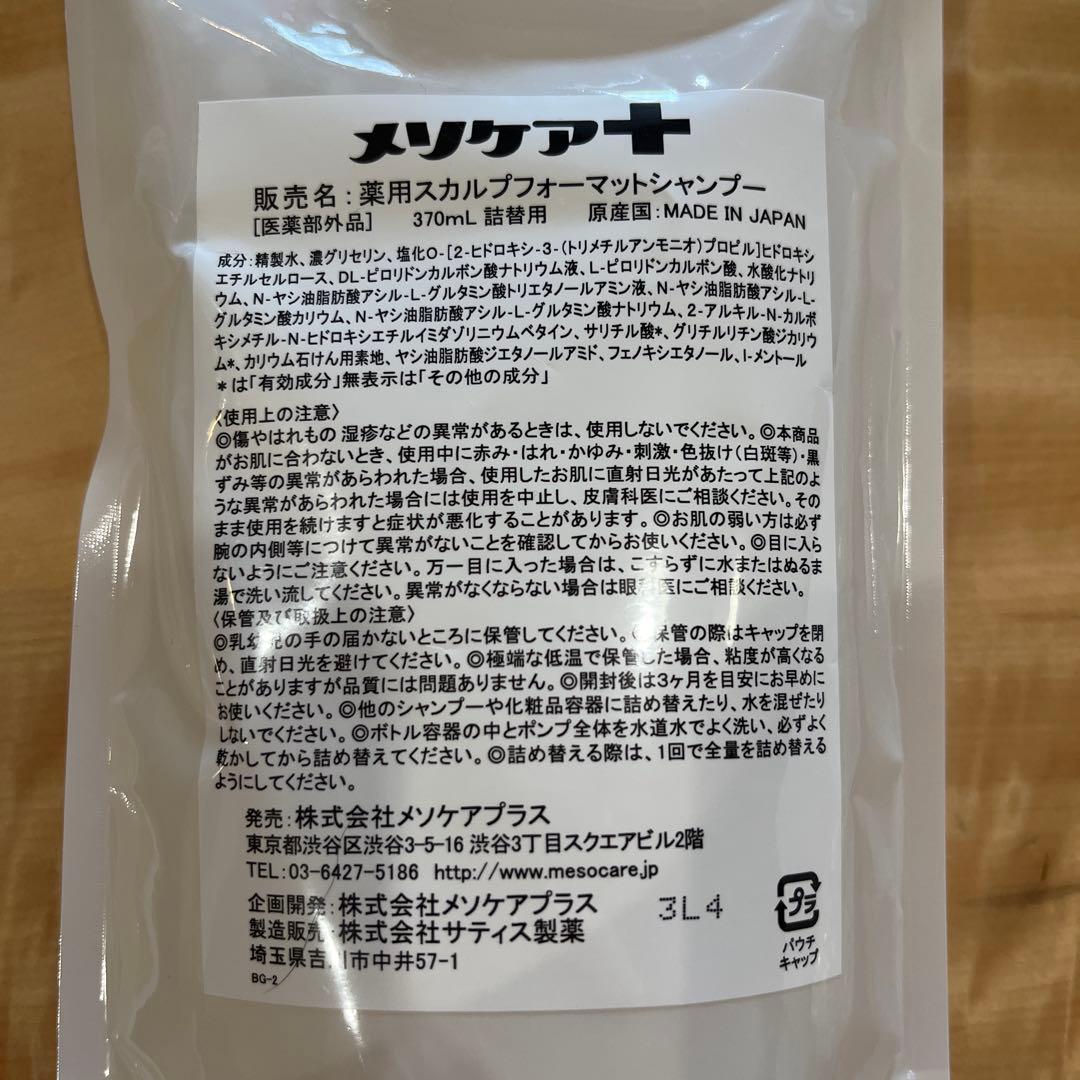 メソケア+
販売名：薬用スカルプフォーマットシャンプー
[医薬部外品] 370mL 詰替用 原産国：MADE IN JAPAN
成分：精製水、濃グリセリン、塩化O-[2-ヒドロキシ-3-(トリメチルアンモニオ)プロピル]ヒドロキシ
エチルセルロース、DL-ピロリドンカルボン酸ナトリウム液、L-ピロリドンカルボン酸、水酸化ナトリ
ウム、N-ヤシ油脂肪酸アシル-L-グルタミン酸トリエタノールアミン液、N-ヤシ油脂肪酸アシル-L-
グルタミン酸カリウム、N-ヤシ油脂肪酸アシル-L-グルタミン酸ナトリウム、2-アルキル-N-カルボ
キシメチル-N-ヒドロキシエチルイミダゾリニウムベタイン、サリチル酸*、グリチルリチン酸ジカリウ
ム*、カリウム石けん用素地、ヤシ油脂肪酸ジエタノールアミド、フェノキシエタノール、l-メントール
*は「有効成分」無表示は「その他の成分」
〈使用上の注意〉
◎傷やはれもの 湿疹などの異常があるときは、使用しないでください。◎本商品
がお肌に合わないとき、使用中に赤み・はれ・かゆみ・刺激・色抜け(白斑等)・黒
ずみ等の異常があらわれた場合、使用したお肌に直射日光があたって上記のよ
うな異常があらわれた場合には使用を中止し、皮膚科医にご相談ください。その
まま使用を続けますと症状が悪化することがあります。◎お肌の弱い方は必ず
腕の内側等につけて異常がないことを確認してからお使いください。◎目に入ら
ないようにご注意ください。万一目に入った場合は、こすらずに水またはぬるま
湯で洗い流してください。異常がなくならない場合は眼科医にご相談ください。
〈保管及び取扱上の注意〉
◎乳幼児の手の届かないところに保管してください。◎保管の際はキャップを閉
め、直射日光を避けてください。◎極端な低温で保管した場合、粘度が高くなる
ことがありますが品質には問題ありません。◎開封後は3ヶ月を目安にお早めに
お使いください。◎他のシャンプーや化粧品容器に詰め替えたり、水を混ぜたり
しないでください。◎ボトル容器の中とポンプ全体を水道水でよく洗い、必ずよく
乾かしてから詰め替えてください。◎詰め替える際は、1回で全量を詰め替える
ようにしてください。
発売：株式会社メソケアプラス
東京都渋谷区渋谷3-5-16 渋谷3丁目スクエアビル2階
TEL：03-6427-5186 http://www.mesocare.jp
企画開発：株式会社メソケアプラス
製造販売：株式会社サティス製薬
埼玉県吉川市中井57-1
BG-2
3L4
プラ
パウチ
キャップ